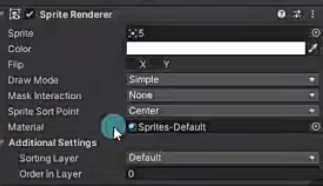 Sprite Renderer
Sprite 5
Color
Flip X Y
Draw Mode Simple
Mask Interaction None
Sprite Sort Point Center
Material Sprites-Default
Additional Settings
Sorting Layer Default
Order in Layer 0